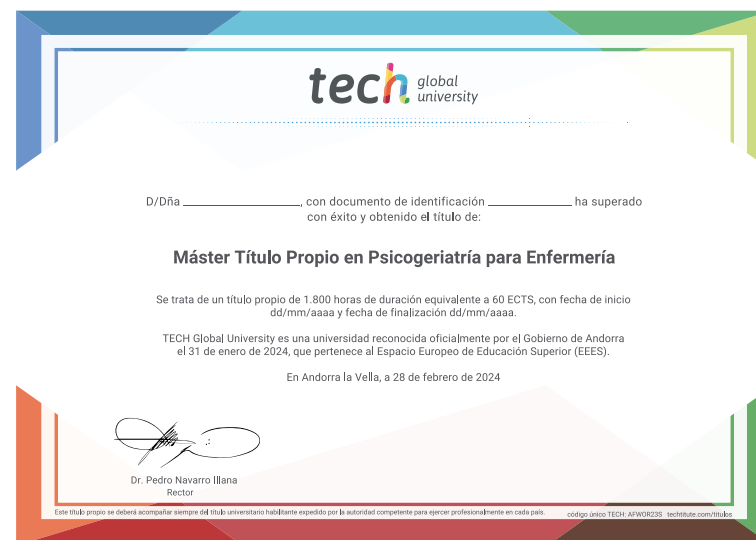 tech global university
D/Dña ____________________, con documento de identificación ______________ ha superado
con éxito y obtenido el título de:
Máster Título Propio en Psicogeriatría para Enfermería
Se trata de un título propio de 1.800 horas de duración equivalente a 60 ECTS, con fecha de inicio
dd/mm/aaaa y fecha de finalización dd/mm/aaaa.
TECH Global University es una universidad reconocida oficialmente por el Gobierno de Andorra
el 31 de enero de 2024, que pertenece al Espacio Europeo de Educación Superior (EEES).
En Andorra la Vella, a 28 de febrero de 2024
Dr. Pedro Navarro Illana
Rector
Este título propio se deberá acompañar siempre del título universitario habilitante expedido por la autoridad competente para ejercer profesionalmente en cada país.
código único TECH: AFWOR23S techtitute.com/titulos